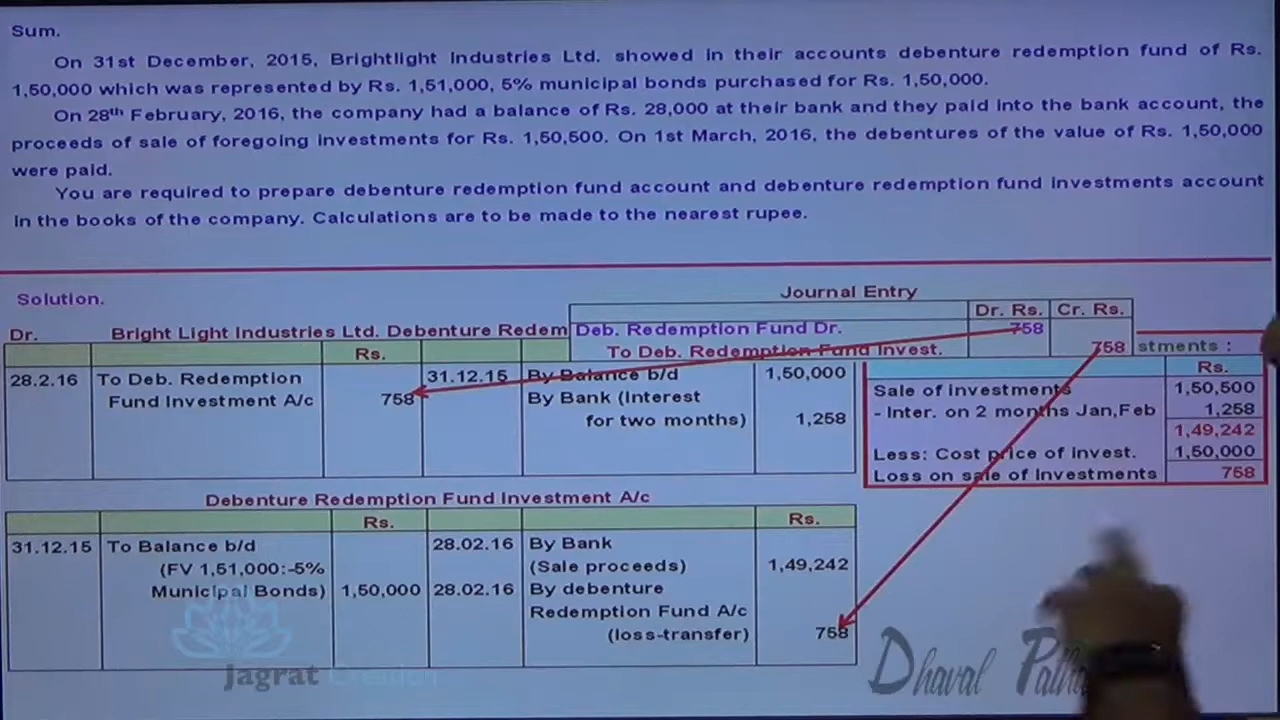 Sum.
On 31st December, 2015, Brightlight Industries Ltd. showed in their accounts debenture redemption fund of Rs.
1,50,000 which was represented by Rs. 1,51,000, 5% municipal bonds purchased for Rs. 1,50,000.
On 28th February, 2016, the company had a balance of Rs. 28,000 at their bank and they paid into the bank account, the
proceeds of sale of foregoing investments for Rs. 1,50,500. On 1st March, 2016, the debentures of the value of Rs. 1,50,000
were paid.
You are required to prepare debenture redemption fund account and debenture redemption fund investments account
in the books of the company. Calculations are to be made to the nearest rupee.
Solution.
Journal Entry
Dr. Rs. Cr. Rs.
Deb. Redemption Fund Dr. 758
To Deb. Redemption Fund Invest. 758
Dr. Bright Light Industries Ltd. Debenture Redem
Rs.
28.2.16 To Deb. Redemption 31.12.15 By Balance b/d 1,50,000
Fund Investment A/c 758 By Bank (Interest
for two months) 1,258
stments :
Rs.
Sale of investments 1,50,500
- Inter. on 2 months Jan,Feb 1,258
1,49,242
Less: Cost price of invest. 1,50,000
Loss on sale of Investments 758
Debenture Redemption Fund Investment A/c
Rs. Rs.
31.12.15 To Balance b/d 28.02.16 By Bank
(FV 1,51,000:-5% (Sale proceeds) 1,49,242
Municipal Bonds) 1,50,000 28.02.16 By debenture
Redemption Fund A/c
(loss-transfer) 758
Jagrat Creation
Dhaval